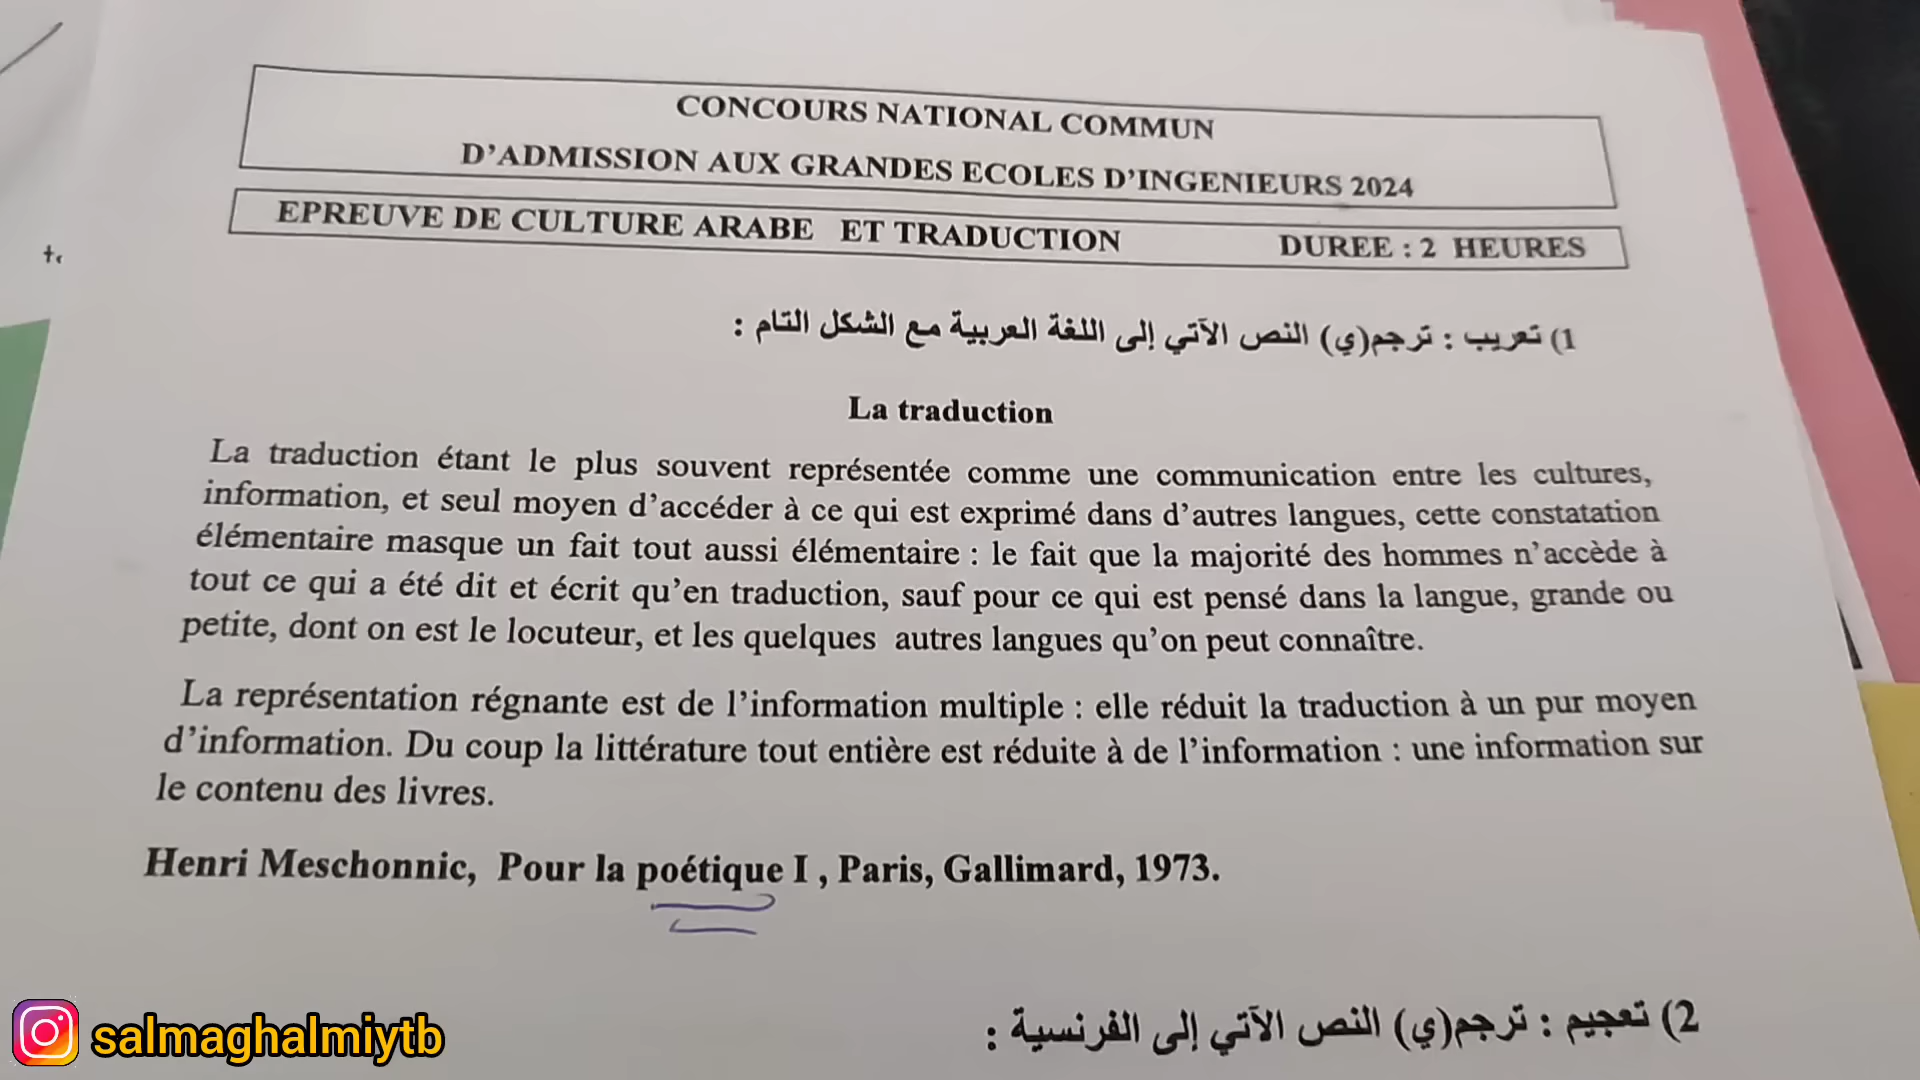 CONCOURS NATIONAL COMMUN
D'ADMISSION AUX GRANDES ECOLES D'INGENIEURS 2024
EPREUVE DE CULTURE ARABE ET TRADUCTION DUREE : 2 HEURES
1) تعريب : ترجم(ي) النص الآتي إلى اللغة العربية مع الشكل التام :
La traduction
La traduction étant le plus souvent représentée comme une communication entre les cultures,
information, et seul moyen d'accéder à ce qui est exprimé dans d'autres langues, cette constatation
élémentaire masque un fait tout aussi élémentaire : le fait que la majorité des hommes n'accède à
tout ce qui a été dit et écrit qu'en traduction, sauf pour ce qui est pensé dans la langue, grande ou
petite, dont on est le locuteur, et les quelques autres langues qu'on peut connaître.
La représentation régnante est de l'information multiple : elle réduit la traduction à un pur moyen
d'information. Du coup la littérature tout entière est réduite à de l'information : une information sur
le contenu des livres.
Henri Meschonnic, Pour la poétique I , Paris, Gallimard, 1973.
2) تعجيم : ترجم(ي) النص الآتي إلى الفرنسية :
salmaghalmiytb